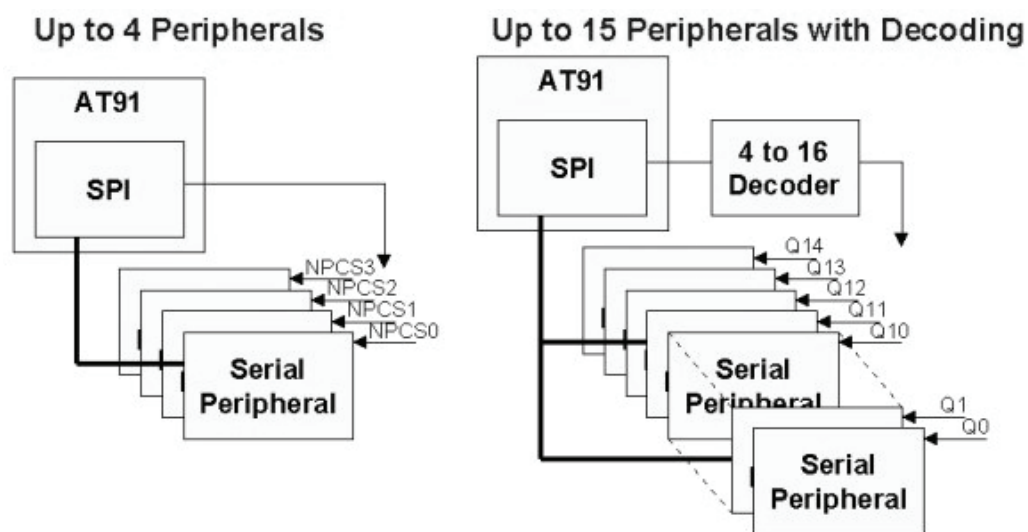 Up to 4 Peripherals
AT91
SPI
NPCS3
NPCS2
NPCS1
NPCS0
Serial
Peripheral
Up to 15 Peripherals with Decoding
AT91
SPI
4 to 16
Decoder
Q14
Q13
Q12
Q11
Q10
Serial
Peripheral
Q1
Q0
Serial
Peripheral